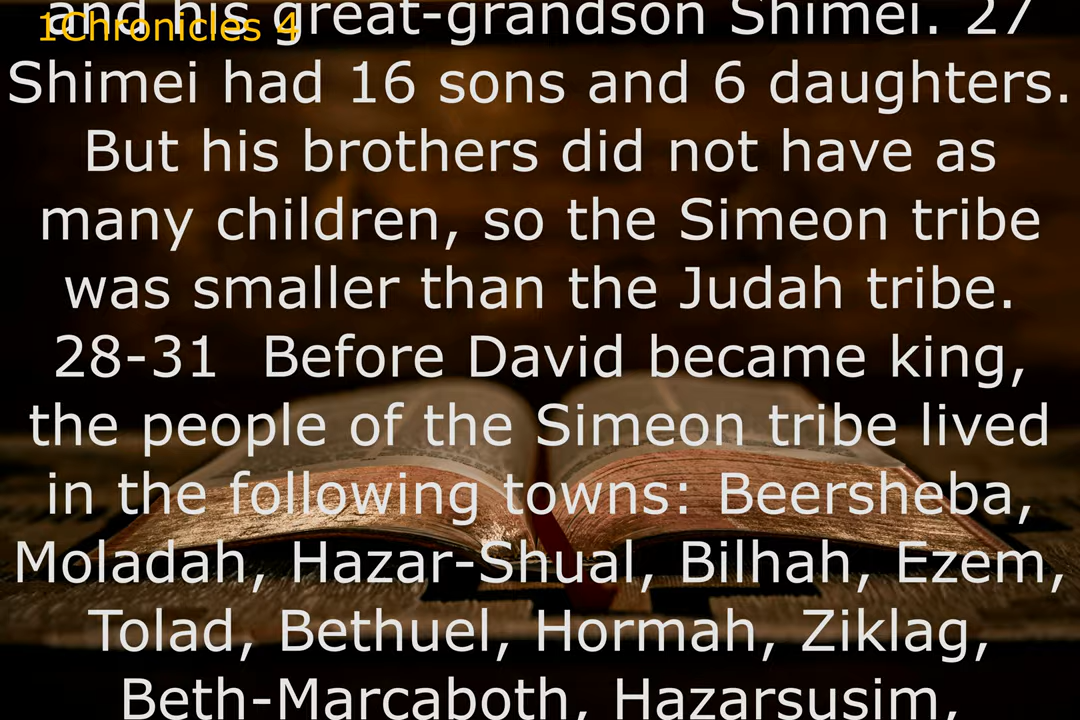 and his great-grandson Shimei. 27
1Chronicles 4
Shimei had 16 sons and 6 daughters.
But his brothers did not have as
many children, so the Simeon tribe
was smaller than the Judah tribe.
28-31  Before David became king,
the people of the Simeon tribe lived
in the following towns: Beersheba,
Moladah, Hazar-Shual, Bilhah, Ezem,
Tolad, Bethuel, Hormah, Ziklag,
Beth-Marcaboth, Hazarsusim,